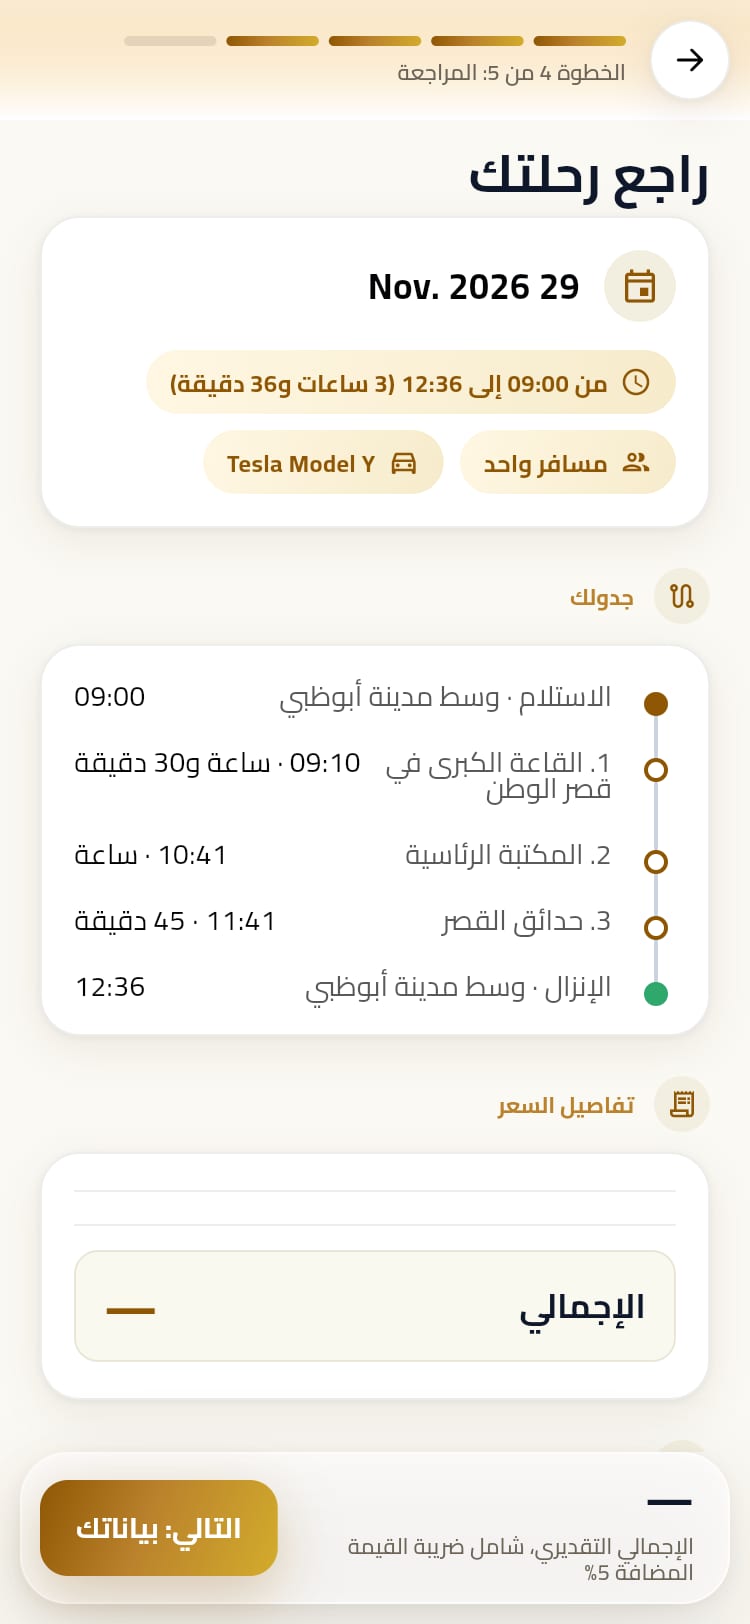 الخطوة 4 من 5: المراجعة
راجع رحلتك
29 Nov. 2026
من 09:00 إلى 12:36 (3 ساعات و36 دقيقة)
مسافر واحد
Tesla Model Y
جدولك
الاستلام · وسط مدينة أبوظبي
09:00
1. القاعة الكبرى في
قصر الوطن
09:10 · ساعة و30 دقيقة
2. المكتبة الرئاسية
10:41 · ساعة
3. حدائق القصر
11:41 · 45 دقيقة
الإنزال · وسط مدينة أبوظبي
12:36
تفاصيل السعر
الإجمالي
—
—
الإجمالي التقديري، شامل ضريبة القيمة
المضافة 5%
التالي: بياناتك